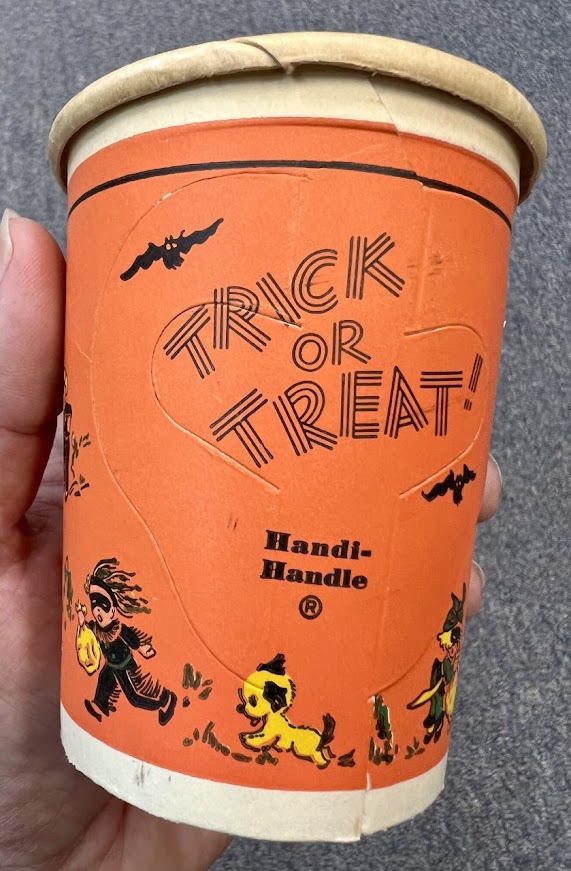 TRICK
OR
TREAT!
Handi-
Handle
®